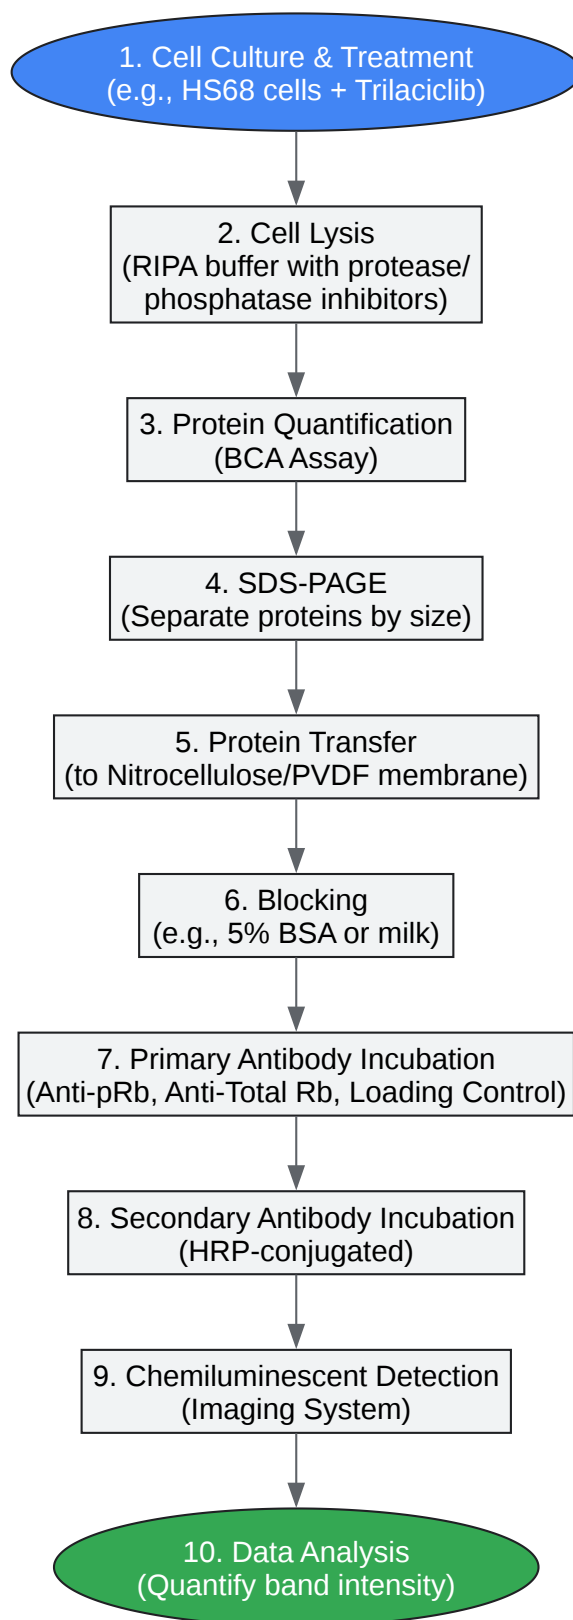 1. Cell Culture & Treatment
(e.g., HS68 cells + Trilaciclib)
2. Cell Lysis
(RIPA buffer with protease/
phosphatase inhibitors)
3. Protein Quantification
(BCA Assay)
4. SDS-PAGE
(Separate proteins by size)
5. Protein Transfer
(to Nitrocellulose/PVDF membrane)
6. Blocking
(e.g., 5% BSA or milk)
7. Primary Antibody Incubation
(Anti-pRb, Anti-Total Rb, Loading Control)
8. Secondary Antibody Incubation
(HRP-conjugated)
9. Chemiluminescent Detection
(Imaging System)
10. Data Analysis
(Quantify band intensity)